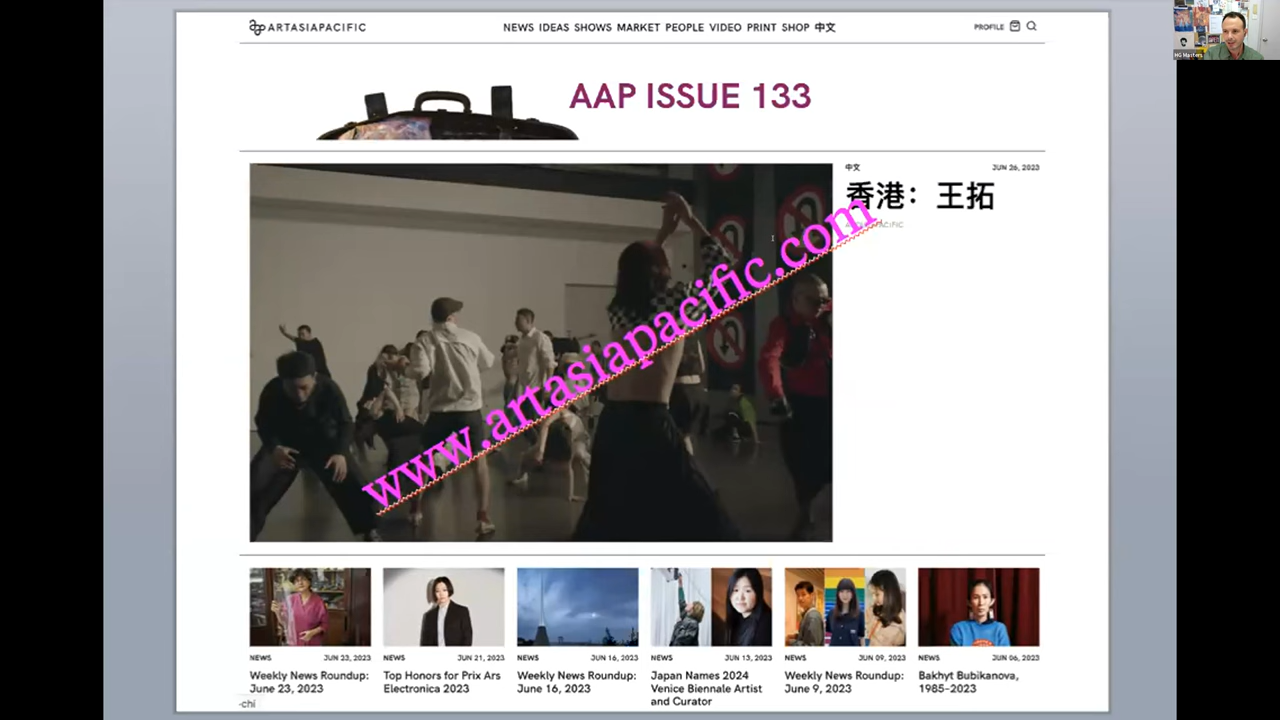 ARTASIAPACIFIC
NEWS IDEAS SHOWS MARKET PEOPLE VIDEO PRINT SHOP 中文
PROFILE
HG Masters
AAP ISSUE 133
中文
JUN 26, 2023
香港：王拓
PACIFIC
www.artasiapacific.com
NEWS JUN 23, 2023
Weekly News Roundup:
June 23, 2023
NEWS JUN 21, 2023
Top Honors for Prix Ars
Electronica 2023
NEWS JUN 16, 2023
Weekly News Roundup:
June 16, 2023
NEWS JUN 13, 2023
Japan Names 2024
Venice Biennale Artist
and Curator
NEWS JUN 09, 2023
Weekly News Roundup:
June 9, 2023
NEWS JUN 06, 2023
Bakhyt Bubikanova,
1985–2023
-chi